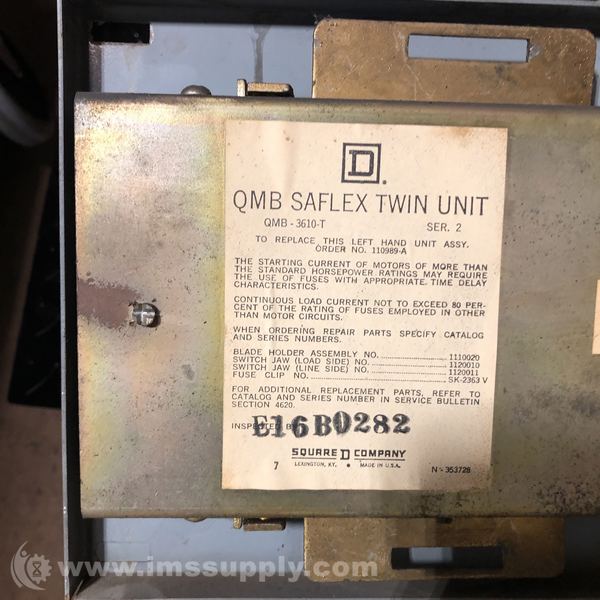 D
QMB SAFLEX TWIN UNIT
QMB - 3610-T SER. 2
TO REPLACE THIS LEFT HAND UNIT ASSY.
ORDER NO. 110989-A
THE STARTING CURRENT OF MOTORS OF MORE THAN
THE STANDARD HORSEPOWER RATINGS MAY REQUIRE
THE USE OF FUSES WITH APPROPRIATE TIME DELAY
CHARACTERISTICS.
CONTINUOUS LOAD CURRENT NOT TO EXCEED 80 PER-
CENT OF THE RATING OF FUSES EMPLOYED IN OTHER
THAN MOTOR CIRCUITS.
WHEN ORDERING REPAIR PARTS SPECIFY CATALOG
AND SERIES NUMBERS.
BLADE HOLDER ASSEMBLY NO. 1110020
SWITCH JAW (LOAD SIDE) NO. 1120010
SWITCH JAW (LINE SIDE) NO. 1120011
FUSE CLIP NO. SK-2363 V
FOR ADDITIONAL REPLACEMENT PARTS, REFER TO
CATALOG AND SERIES NUMBER IN SERVICE BULLETIN
SECTION 4620.
INSPECTED BY E16B0282
SQUARE D COMPANY
7 LEXINGTON, KY. • MADE IN U.S.A. N-353728
www.imssupply.com